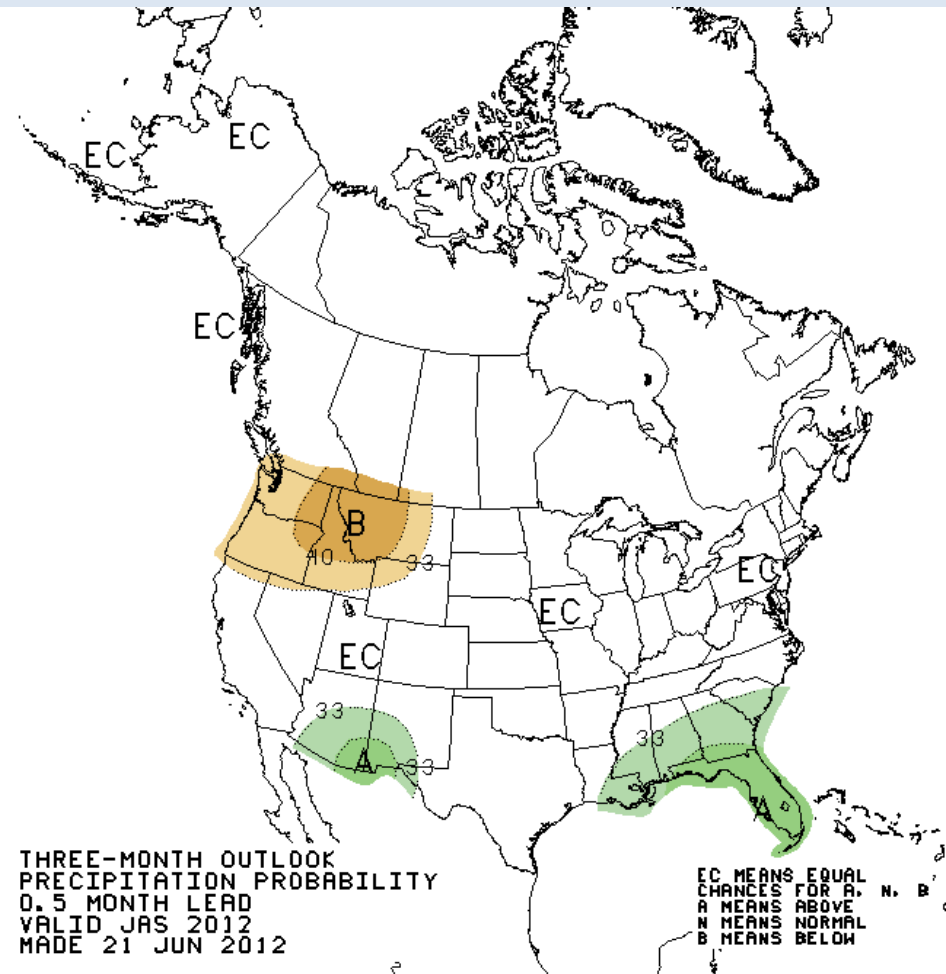 EC
EC
EC
B
40
33
EC
EC
EC
33
A
33
33
A
THREE-MONTH OUTLOOK
PRECIPITATION PROBABILITY
0.5 MONTH LEAD
VALID JAS 2012
MADE 21 JUN 2012
EC MEANS EQUAL
CHANCES FOR A, N, B
A MEANS ABOVE
N MEANS NORMAL
B MEANS BELOW